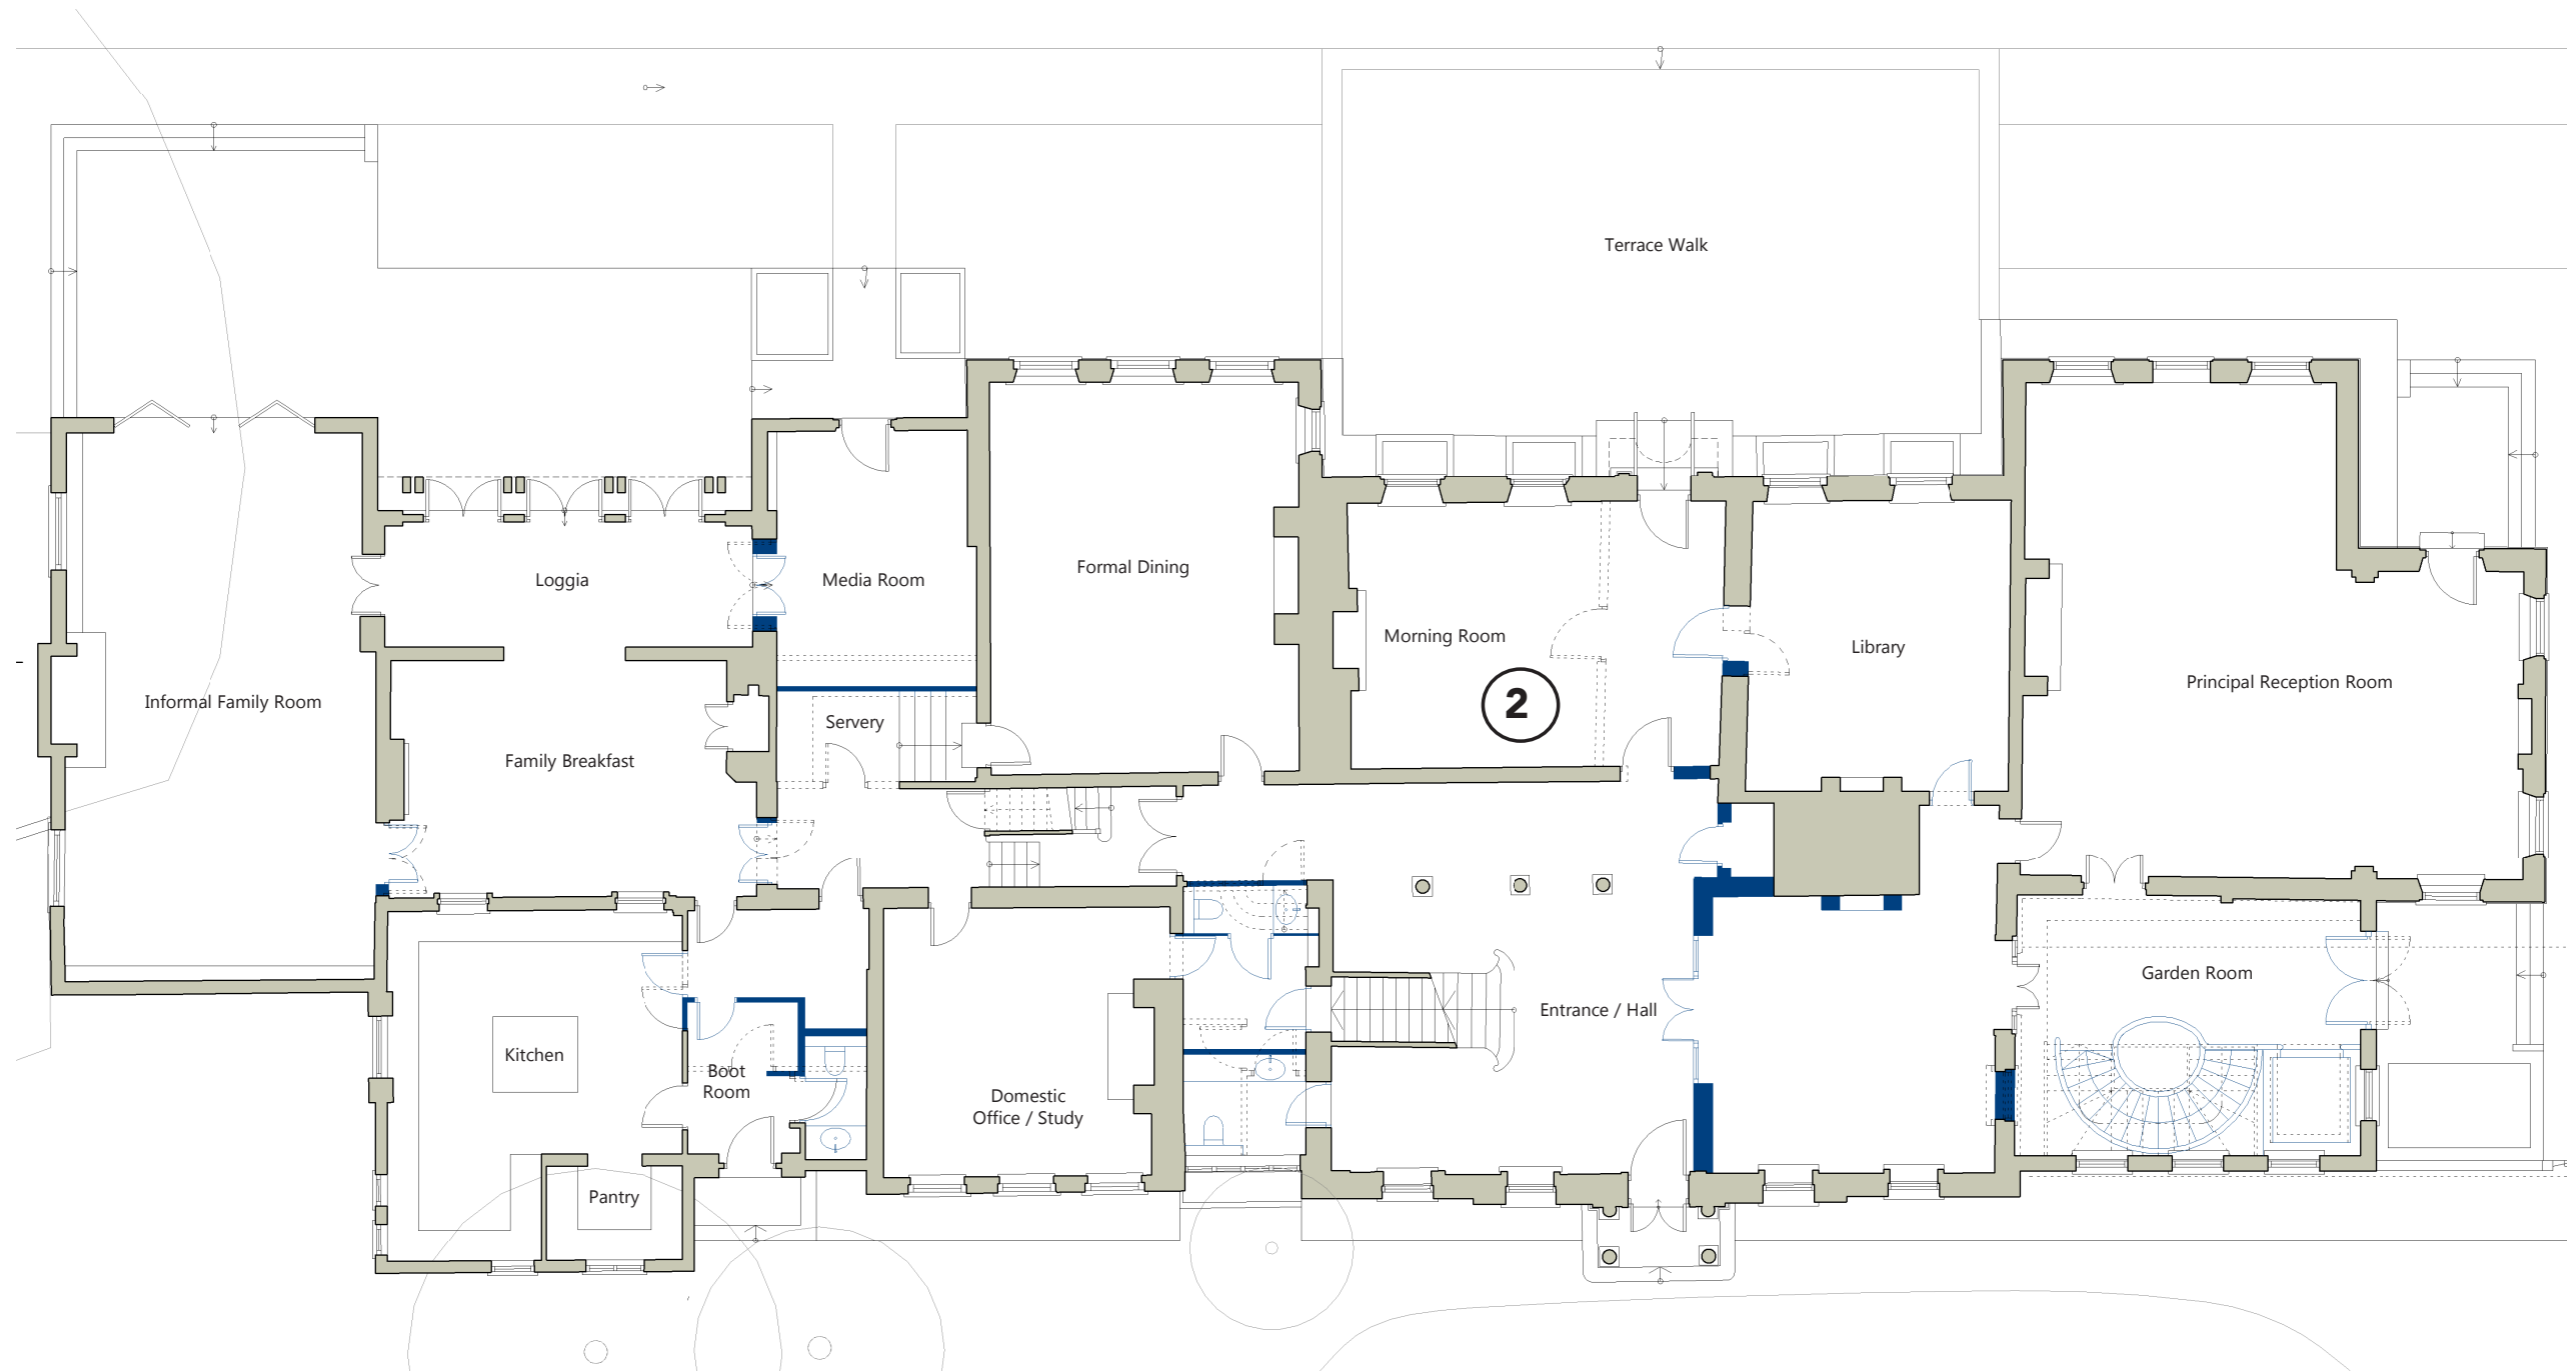 Terrace Walk
Formal Dining
Loggia
Media Room
Morning Room
Library
Principal Reception Room
Informal Family Room
2
Servery
Family Breakfast
Garden Room
Entrance / Hall
Kitchen
Boot
Room
Domestic
Office / Study
Pantry